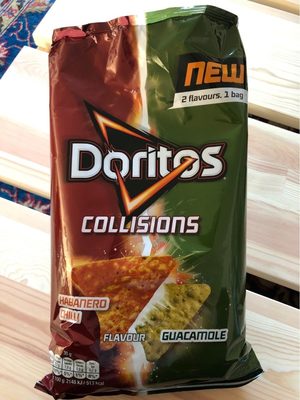 NEW
2 flavours. 1 bag
Doritos
COLLISIONS
HABANERO
CHILLI
FLAVOUR
GUACAMOLE